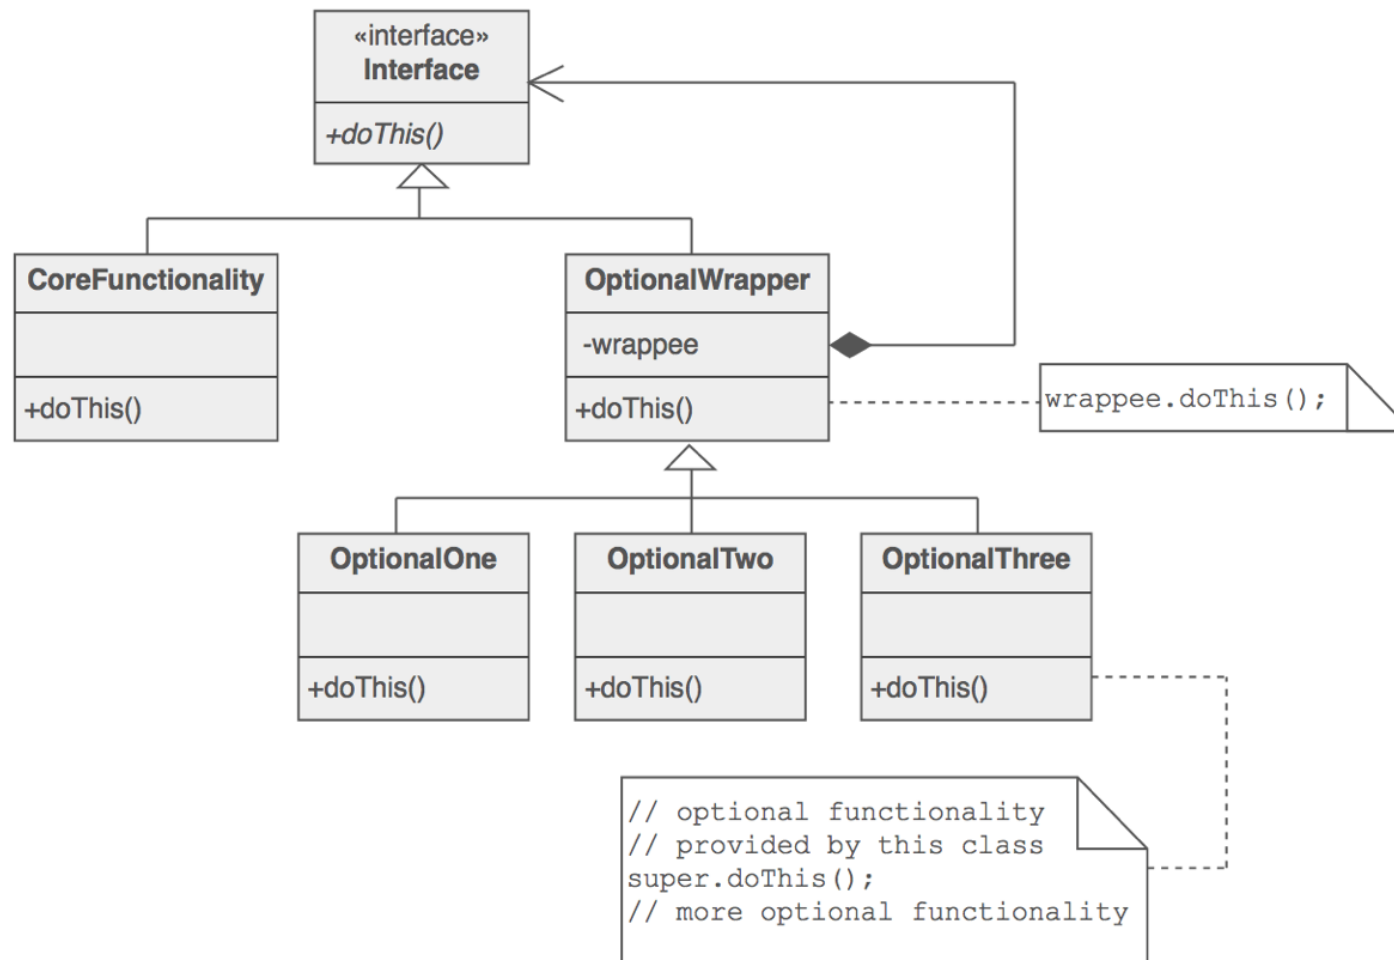 «interface»
Interface
+doThis()
CoreFunctionality
+doThis()
OptionalWrapper
-wrappee
+doThis()
wrappee.doThis();
OptionalOne
+doThis()
OptionalTwo
+doThis()
OptionalThree
+doThis()
// optional functionality
// provided by this class
super.doThis();
// more optional functionality